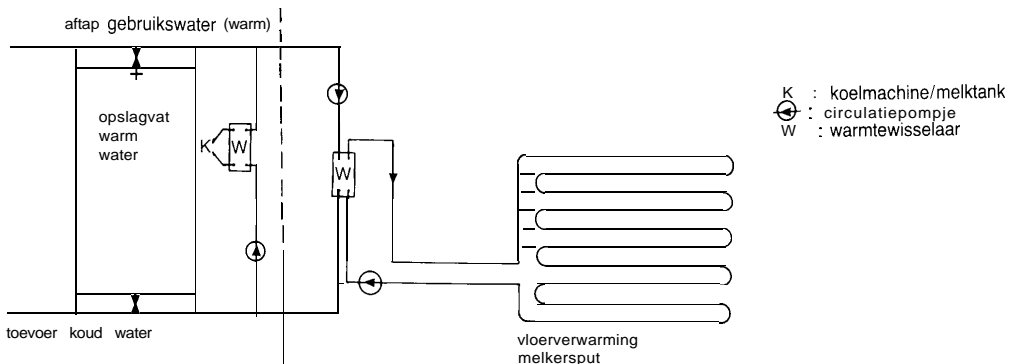 aftap gebruikswater (warm)
opslagvat
warm
water
K
W
W
toevoer koud water
vloerverwarming
melkersput
K : koelmachine/melktank
: circulatiepompje
W : warmtewisselaar